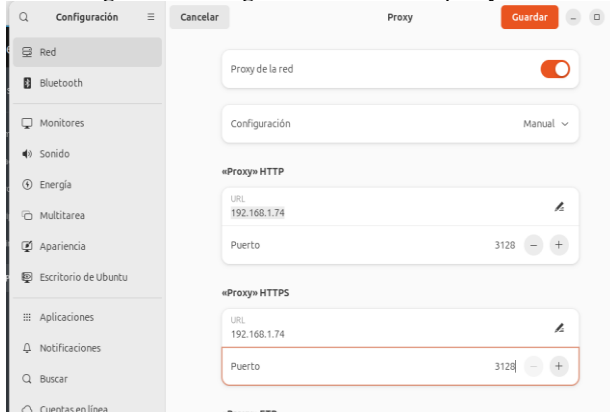 Configuración
Cancelar
Proxy
Guardar
Red
Bluetooth
Monitores
Sonido
Energía
Multitarea
Apariencia
Escritorio de Ubuntu
Aplicaciones
Notificaciones
Buscar
Cuentas en línea
Proxy de la red
Configuración Manual
«Proxy» HTTP
URL
192.168.1.74
Puerto 3128 − +
«Proxy» HTTPS
URL
192.168.1.74
Puerto 3128 − +